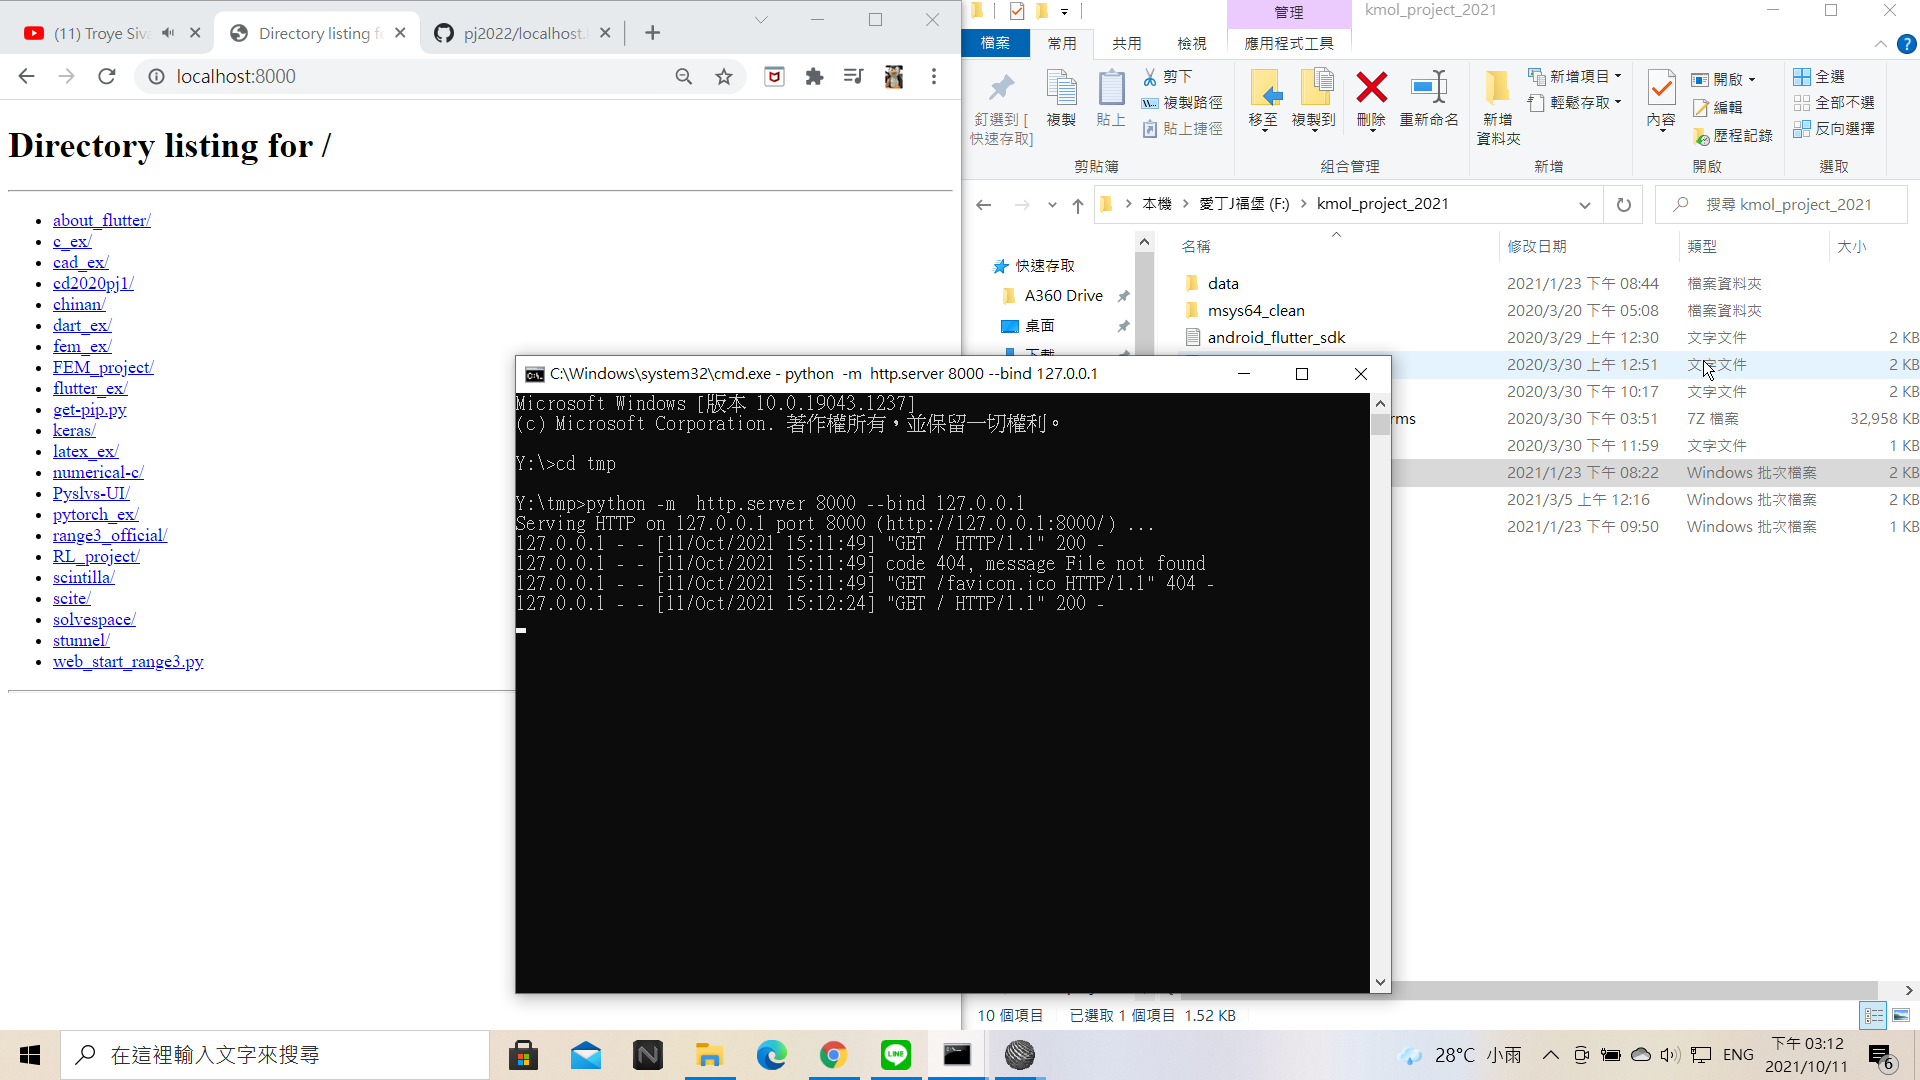 (11) Troye Siva
Directory listing f
pj2022/localhost.
localhost:8000
Directory listing for /
about_flutter/
c_ex/
cad_ex/
cd2020pj1/
chinan/
dart_ex/
fem_ex/
FEM_project/
flutter_ex/
get-pip.py
keras/
latex_ex/
numerical-c/
Pyslvs-UI/
pytorch_ex/
range3_official/
RL_project/
scintilla/
scite/
solvespace/
stunnel/
web_start_range3.py
管理
kmol_project_2021
檔案
常用
共用
檢視
應用程式工具
釘選到 [
快速存取]
複製
貼上
剪下
複製路徑
貼上捷徑
剪貼簿
移至
複製到
刪除
重新命名
組合管理
新增
資料夾
新增項目
輕鬆存取
新增
內容
開啟
編輯
歷程記錄
開啟
全選
全部不選
反向選擇
選取
本機
愛丁J福堡 (F:)
kmol_project_2021
搜尋 kmol_project_2021
快速存取
A360 Drive
桌面
下載
名稱
修改日期
類型
大小
data 2021/1/23 下午 08:44 檔案資料夾
msys64_clean 2020/3/20 下午 05:08 檔案資料夾
android_flutter_sdk 2020/3/29 上午 12:30 文字文件 2 KB
2020/3/30 上午 12:51 文字文件 2 KB
2020/3/30 上午 10:17 文字文件 2 KB
rms 2020/3/30 下午 03:51 7Z 檔案 32,958 KB
2020/3/30 下午 11:59 文字文件 1 KB
2021/1/23 下午 08:22 Windows 批次檔案 2 KB
2021/3/5 上午 12:16 Windows 批次檔案 2 KB
2021/1/23 下午 09:50 Windows 批次檔案 1 KB
10 個項目
已選取 1 個項目 1.52 KB
C:\Windows\system32\cmd.exe - python  -m  http.server 8000 --bind 127.0.0.1
Microsoft Windows [版本 10.0.19043.1237]
(c) Microsoft Corporation. 著作權所有，並保留一切權利。
Y:\>cd tmp
Y:\tmp>python -m  http.server 8000 --bind 127.0.0.1
Serving HTTP on 127.0.0.1 port 8000 (http://127.0.0.1:8000/) ...
127.0.0.1 - - [11/Oct/2021 15:11:49] "GET / HTTP/1.1" 200 -
127.0.0.1 - - [11/Oct/2021 15:11:49] code 404, message File not found
127.0.0.1 - - [11/Oct/2021 15:11:49] "GET /favicon.ico HTTP/1.1" 404 -
127.0.0.1 - - [11/Oct/2021 15:12:24] "GET / HTTP/1.1" 200 -
在這裡輸入文字來搜尋
LINE
28°C 小雨
ENG
下午 03:12
2021/10/11
6